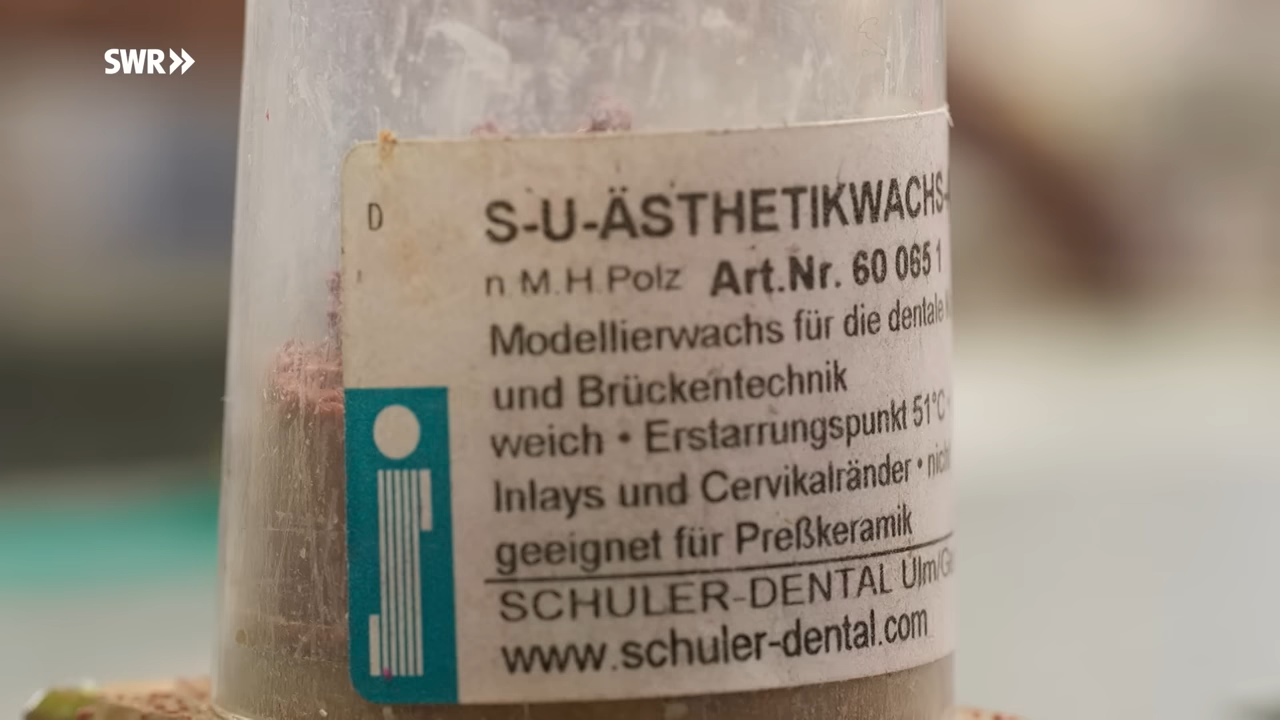 SWR
D
S-U-ÄSTHETIKWACHS-
n. M.H.Polz Art.Nr. 60 065 1
Modellierwachs für die dentale
und Brückentechnik
weich • Erstarrungspunkt 51°C
Inlays und Cervikalränder •
geeignet für Preßkeramik
SCHULER-DENTAL Ulm/
www.schuler-dental.com